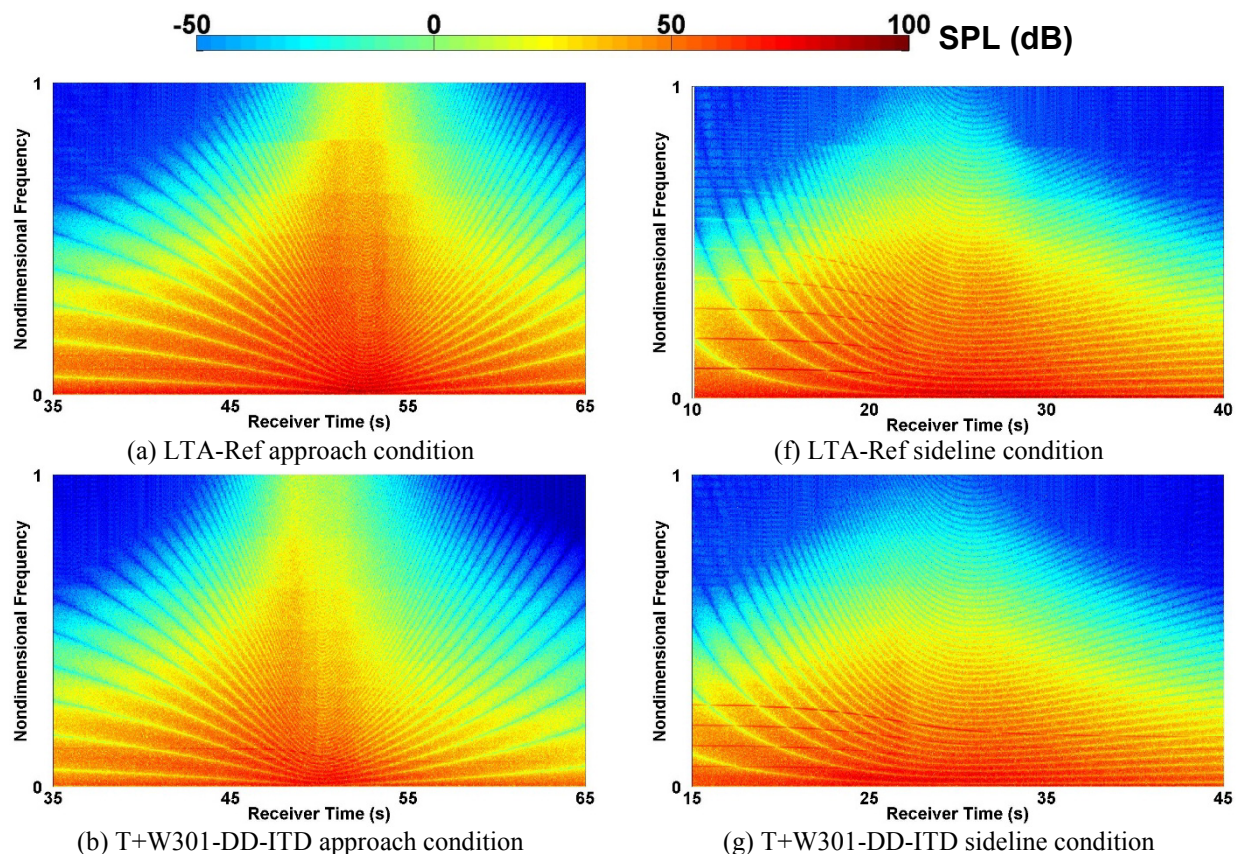 -50 0 50 100 SPL (dB)
1
Nondimensional Frequency
0
35 45 55 65
Receiver Time (s)
(a) LTA-Ref approach condition
1
Nondimensional Frequency
0
10 20 30 40
Receiver Time (s)
(f) LTA-Ref sideline condition
1
Nondimensional Frequency
0
35 45 55 65
Receiver Time (s)
(b) T+W301-DD-ITD approach condition
1
Nondimensional Frequency
0
15 25 35 45
Receiver Time (s)
(g) T+W301-DD-ITD sideline condition